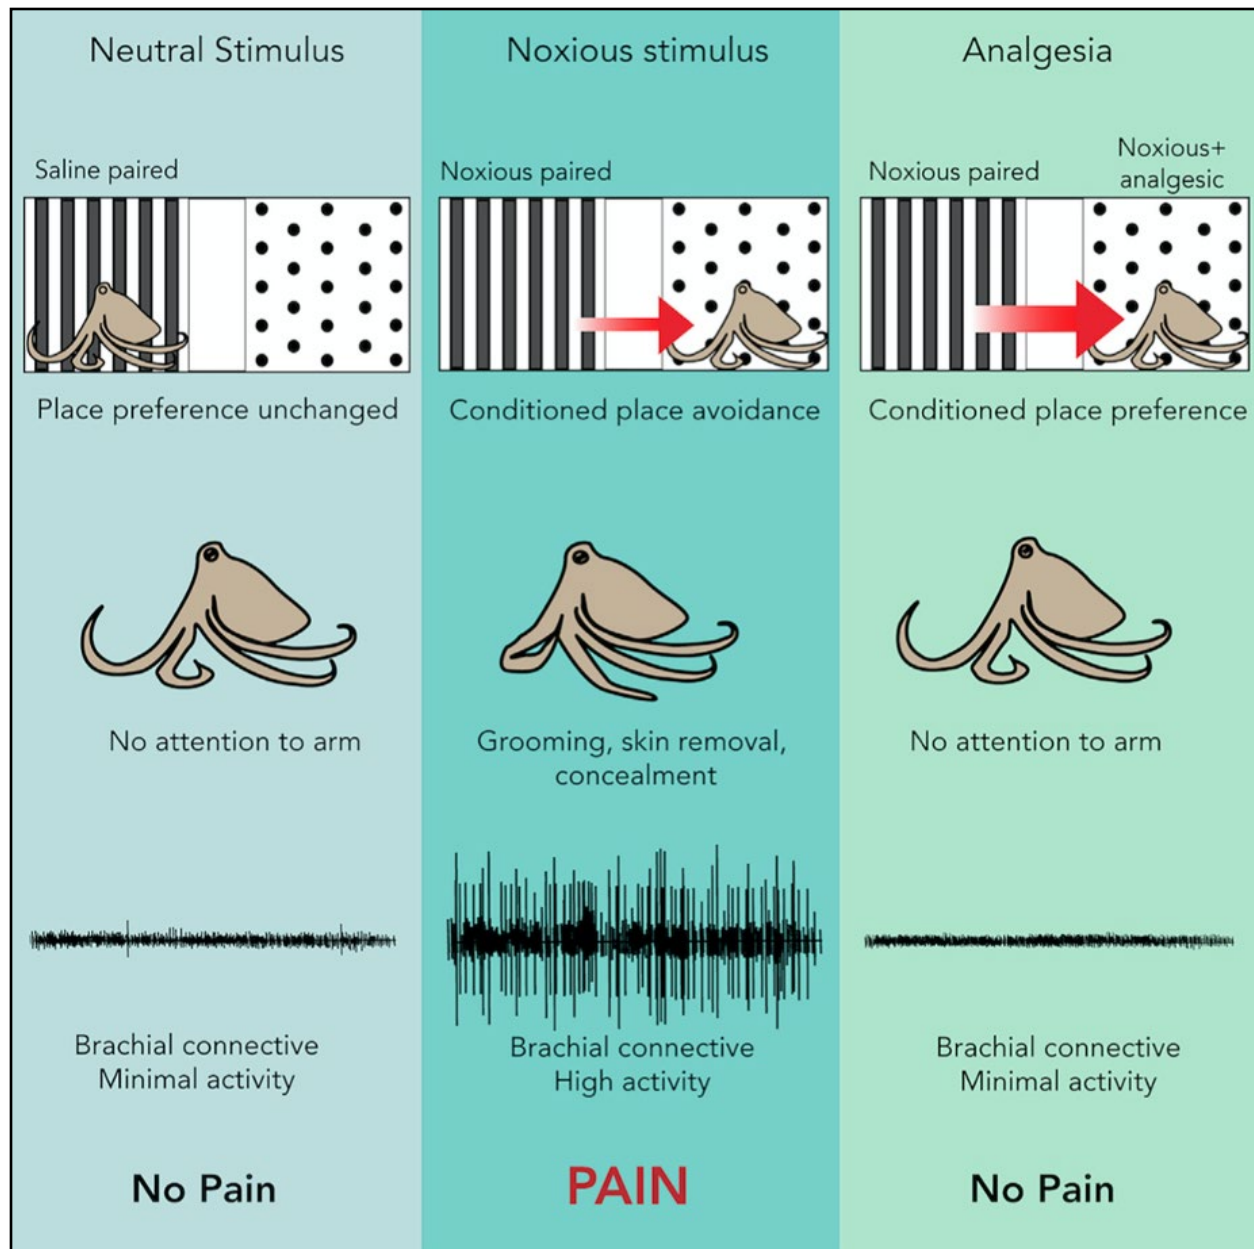 Neutral Stimulus
Saline paired
Place preference unchanged
No attention to arm
Brachial connective
Minimal activity
No Pain
Noxious stimulus
Noxious paired
Conditioned place avoidance
Grooming, skin removal,
concealment
Brachial connective
High activity
PAIN
Analgesia
Noxious paired
Noxious+
analgesic
Conditioned place preference
No attention to arm
Brachial connective
Minimal activity
No Pain